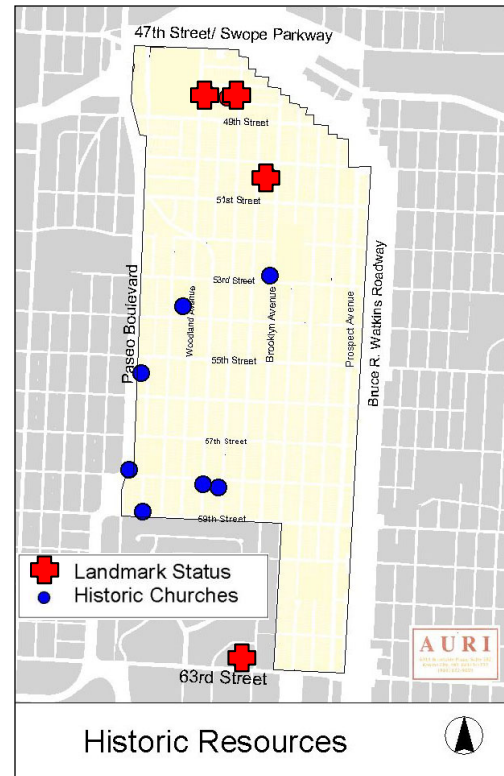 47th Street/ Swope Parkway
49th Street
51st Street
53rd Street
Woodland Avenue
Brooklyn Avenue
Prospect Avenue
Paseo Boulevard
Bruce R. Watkins Roadway
55th Street
57th Street
59th Street
Landmark Status
Historic Churches
63rd Street
AURI
Historic Resources